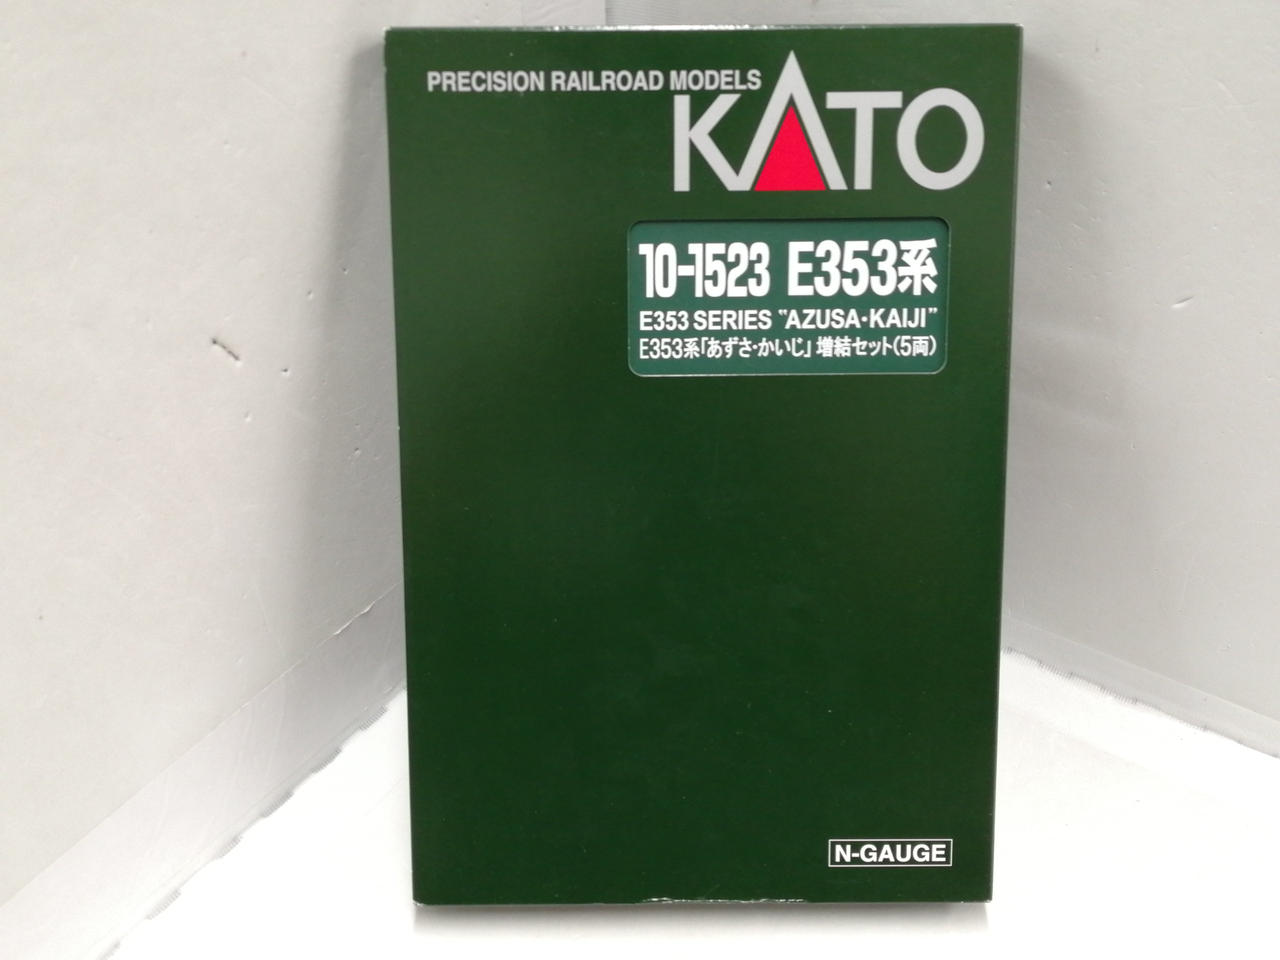 PRECISION RAILROAD MODELS
KATO
10-1523 E353系
E353 SERIES "AZUSA・KAIJI"
E353系「あずさ・かいじ」増結セット(5両)
N-GAUGE